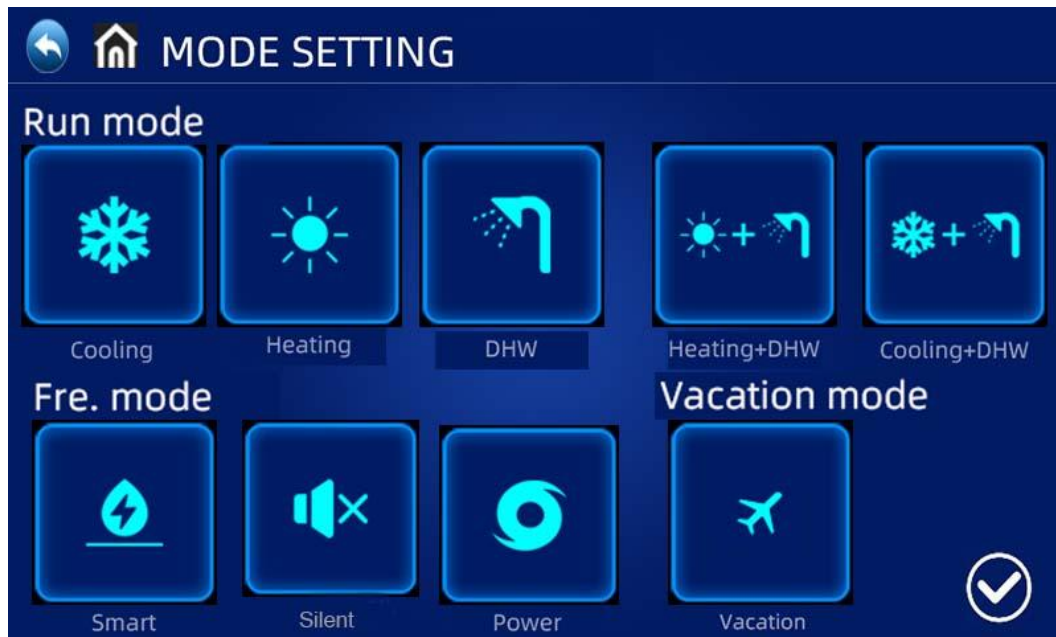 MODE SETTING
Run mode
Cooling Heating DHW Heating+DHW Cooling+DHW
Fre. mode Vacation mode
Smart Silent Power Vacation